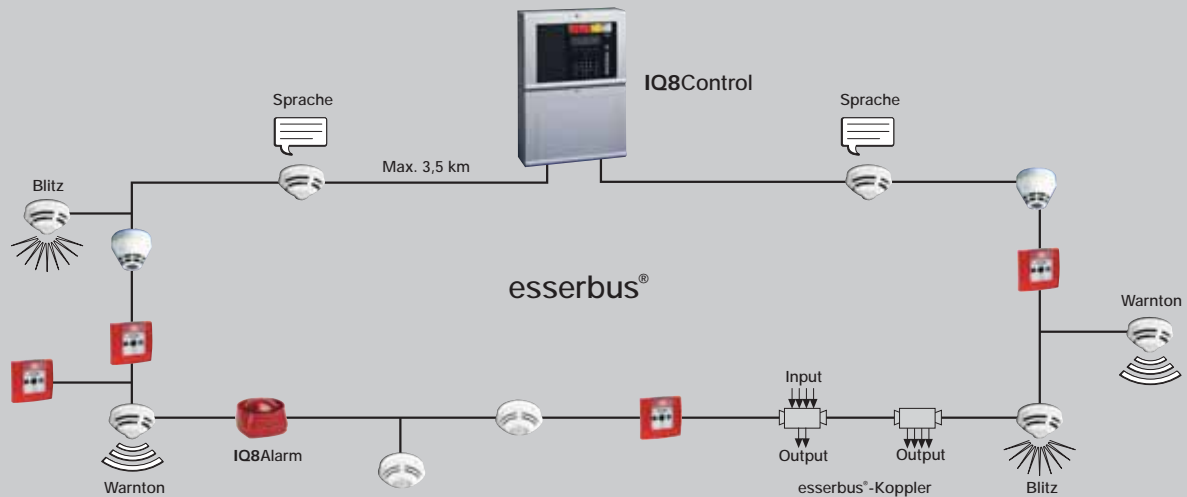 IQ8Control
Sprache
Sprache
Max. 3,5 km
Blitz
esserbus®
Warnton
Input
IQ8Alarm
Output
Output
Warnton
esserbus®-Koppler
Blitz